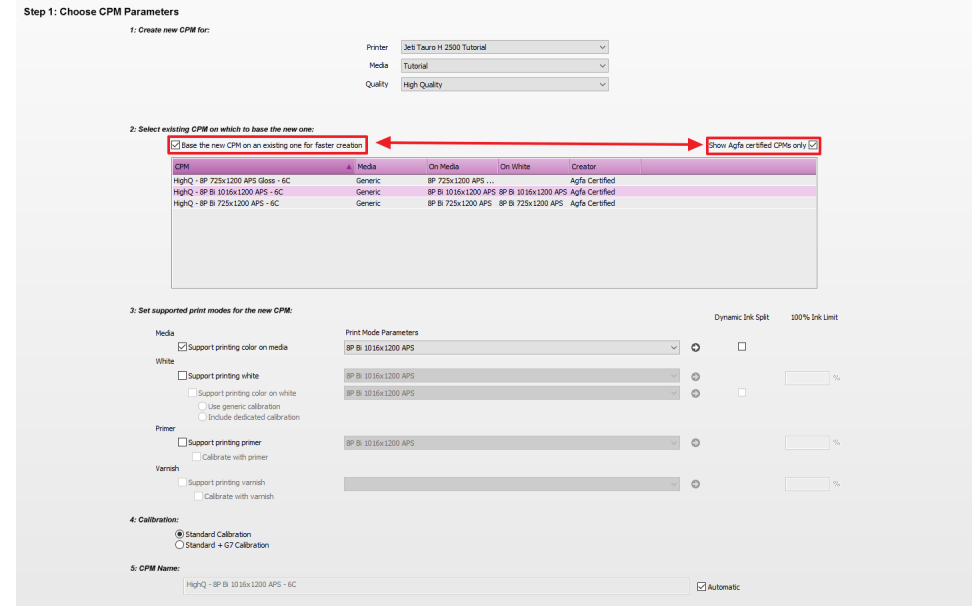 Step 1: Choose CPM Parameters
1: Create new CPM for:
Printer Jeti Tauro H 2500 Tutorial
Media Tutorial
Quality High Quality
2: Select existing CPM on which to base the new one:
Base the new CPM on an existing one for faster creation Show Agfa certified CPMs only
CPM Media On Media On White Creator
HighQ - 8P 725x1200 APS Gloss - 6C Generic 8P 725x1200 APS ... Agfa Certified
HighQ - 8P Bi 1016x1200 APS - 6C Generic 8P Bi 1016x1200 APS 8P Bi 1016x1200 APS Agfa Certified
HighQ - 8P Bi 725x1200 APS - 6C Generic 8P Bi 725x1200 APS 8P Bi 725x1200 APS Agfa Certified
3: Set supported print modes for the new CPM:
Dynamic Ink Split 100% Ink Limit
Media Print Mode Parameters
Support printing color on media 8P Bi 1016x1200 APS
White
Support printing white 8P Bi 1016x1200 APS %
Support printing color on white 8P Bi 1016x1200 APS
Use generic calibration
Include dedicated calibration
Primer
Support printing primer 8P Bi 1016x1200 APS %
Calibrate with primer
Varnish
Support printing varnish %
Calibrate with varnish
4: Calibration:
Standard Calibration
Standard + G7 Calibration
5: CPM Name:
HighQ - 8P Bi 1016x1200 APS - 6C Automatic